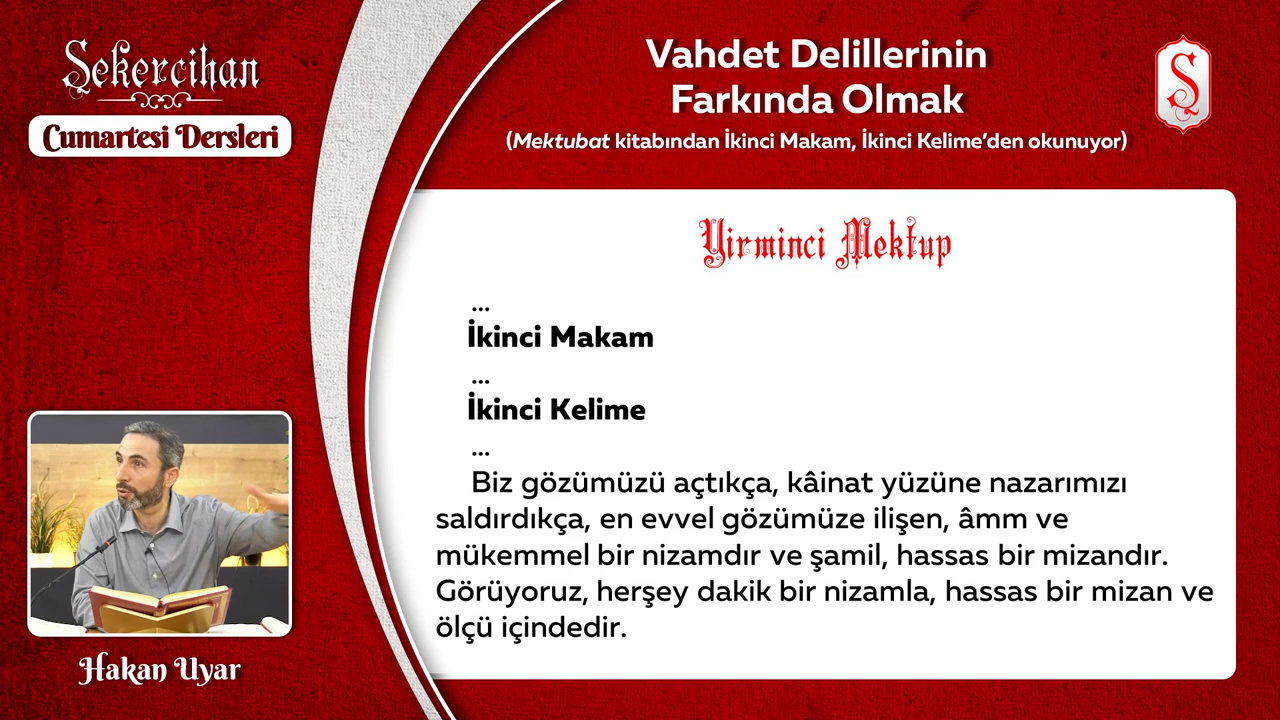 Şekercihan
Cumartesi Dersleri
Vahdet Delillerinin
Farkında Olmak
(Mektubat kitabından İkinci Makam, İkinci Kelime’den okunuyor)
Ş
Yirminci Mektup
...
İkinci Makam
...
İkinci Kelime
...
Biz gözümüzü açtıkça, kâinat yüzüne nazarımızı
saldırdıkça, en evvel gözümüze ilişen, âmm ve
mükemmel bir nizamdır ve şamil, hassas bir mizandır.
Görüyoruz, herşey dakik bir nizamla, hassas bir mizan ve
ölçü içindedir.
Hakan Uyar